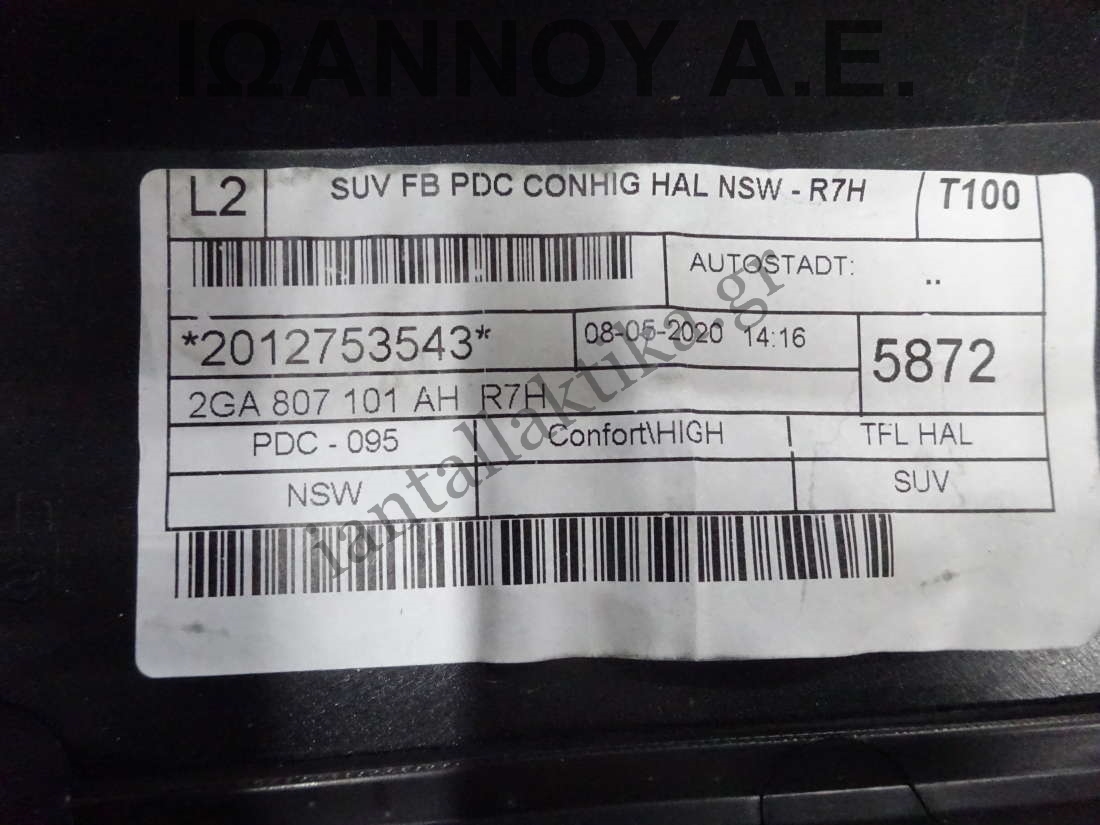 ΙΩΑΝΝΟΥ Α.Ε.
L2 SUV FB PDC CONHIG HAL NSW - R7H T100
AUTOSTADT: ..
*2012753543* 08-05-2020 14:16 5872
2GA 807 101 AH R7H
PDC - 095 Confort\HIGH TFL HAL
NSW SUV
iantallaktika.gr